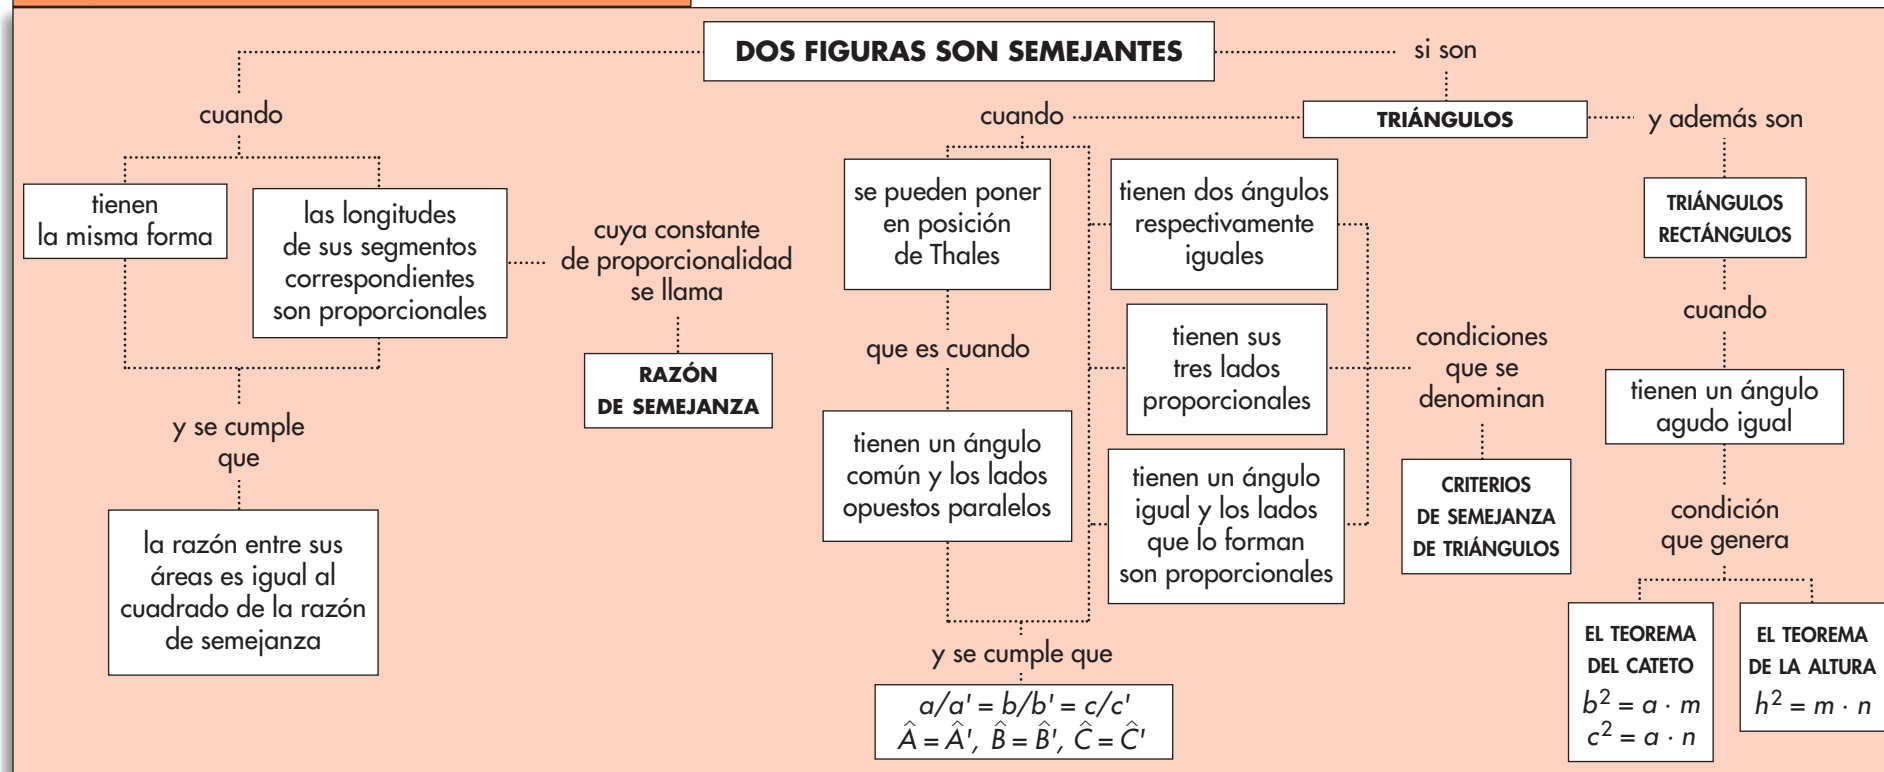 DOS FIGURAS SON SEMEJANTES
si son
cuando
tienen
la misma forma
las longitudes
de sus segmentos
correspondientes
son proporcionales
cuya constante
de proporcionalidad
se llama
RAZÓN
DE SEMEJANZA
y se cumple
que
la razón entre sus
áreas es igual al
cuadrado de la razón
de semejanza
TRIÁNGULOS
cuando
se pueden poner
en posición
de Thales
que es cuando
tienen un ángulo
común y los lados
opuestos paralelos
tienen dos ángulos
respectivamente
iguales
tienen sus
tres lados
proporcionales
tienen un ángulo
igual y los lados
que lo forman
son proporcionales
condiciones
que se
denominan
CRITERIOS
DE SEMEJANZA
DE TRIÁNGULOS
y se cumple que
a/a' = b/b' = c/c'
Â = Â', B̂ = B̂', Ĉ = Ĉ'
y además son
TRIÁNGULOS
RECTÁNGULOS
cuando
tienen un ángulo
agudo igual
condición
que genera
EL TEOREMA
DEL CATETO
b² = a · m
c² = a · n
EL TEOREMA
DE LA ALTURA
h² = m · n